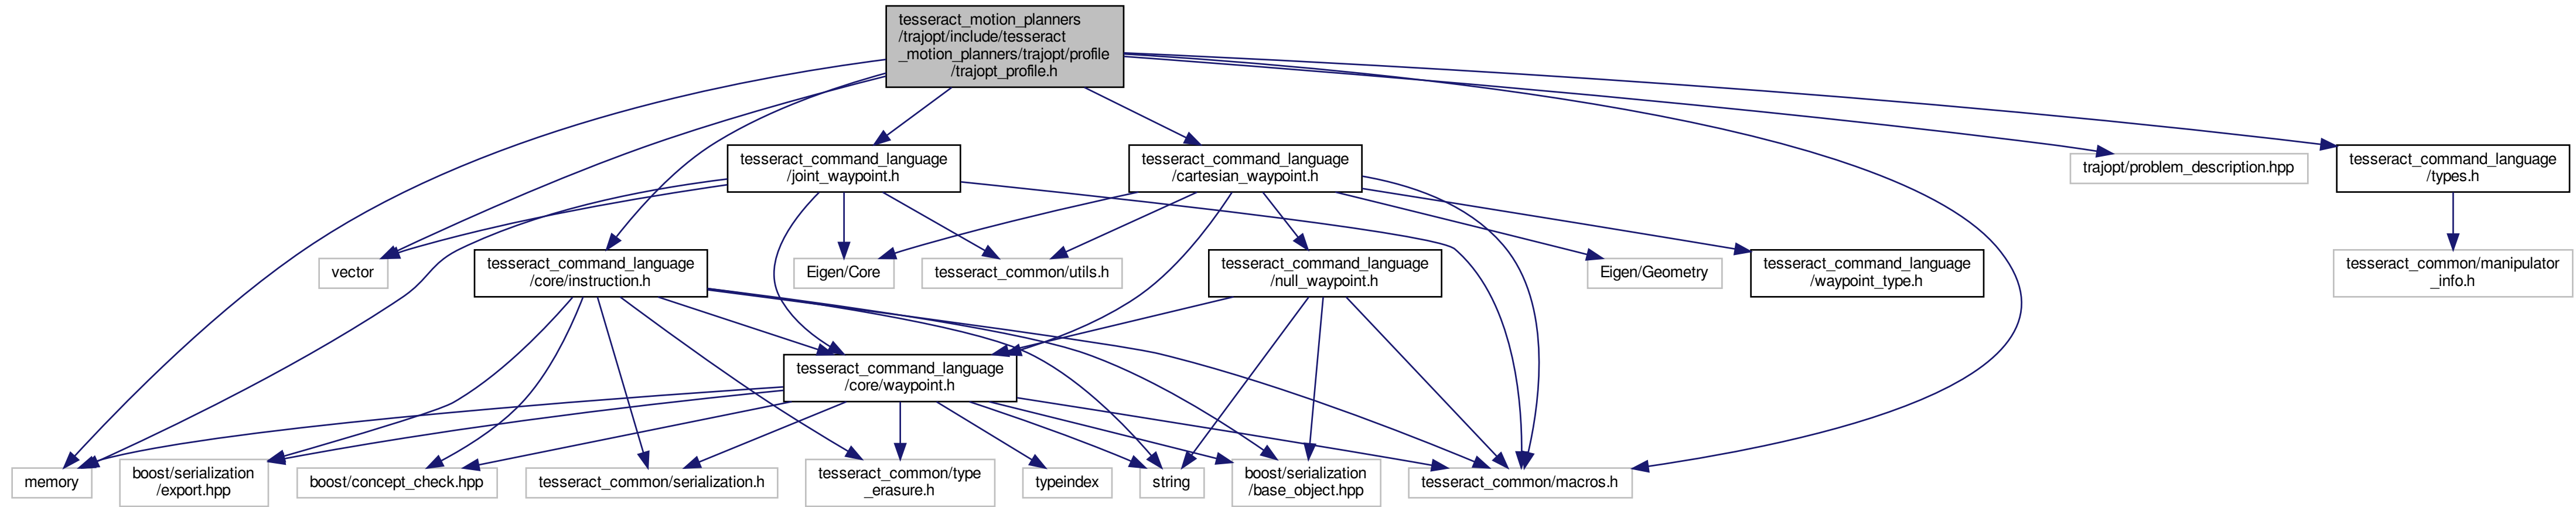 tesseract_motion_planners
/trajopt/include/tesseract
_motion_planners/trajopt/profile
/trajopt_profile.h
tesseract_command_language
/joint_waypoint.h
tesseract_command_language
/cartesian_waypoint.h
trajopt/problem_description.hpp
tesseract_command_language
/types.h
vector
tesseract_command_language
/core/instruction.h
Eigen/Core
tesseract_common/utils.h
tesseract_command_language
/null_waypoint.h
Eigen/Geometry
tesseract_command_language
/waypoint_type.h
tesseract_common/manipulator
_info.h
tesseract_command_language
/core/waypoint.h
memory
boost/serialization
/export.hpp
boost/concept_check.hpp
tesseract_common/serialization.h
tesseract_common/type
_erasure.h
typeindex
string
boost/serialization
/base_object.hpp
tesseract_common/macros.h